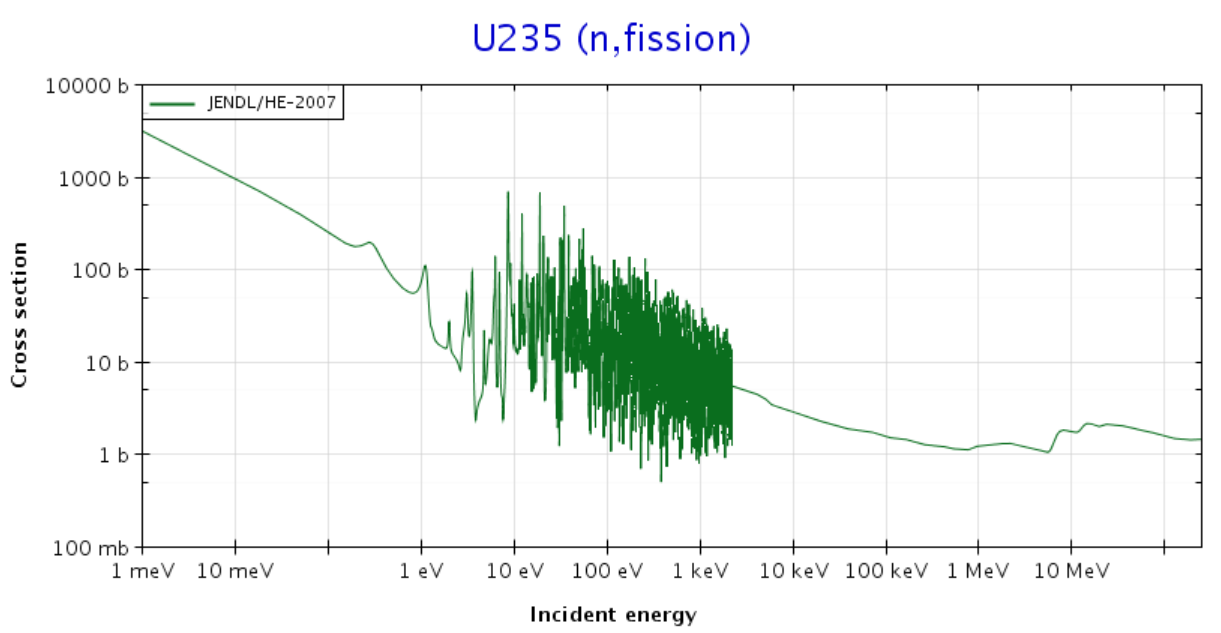 U235 (n,fission)
10000 b
JENDL/HE-2007
1000 b
100 b
10 b
1 b
100 mb
Cross section
1 meV 10 meV 1 eV 10 eV 100 eV 1 keV 10 keV 100 keV 1 MeV 10 MeV
Incident energy